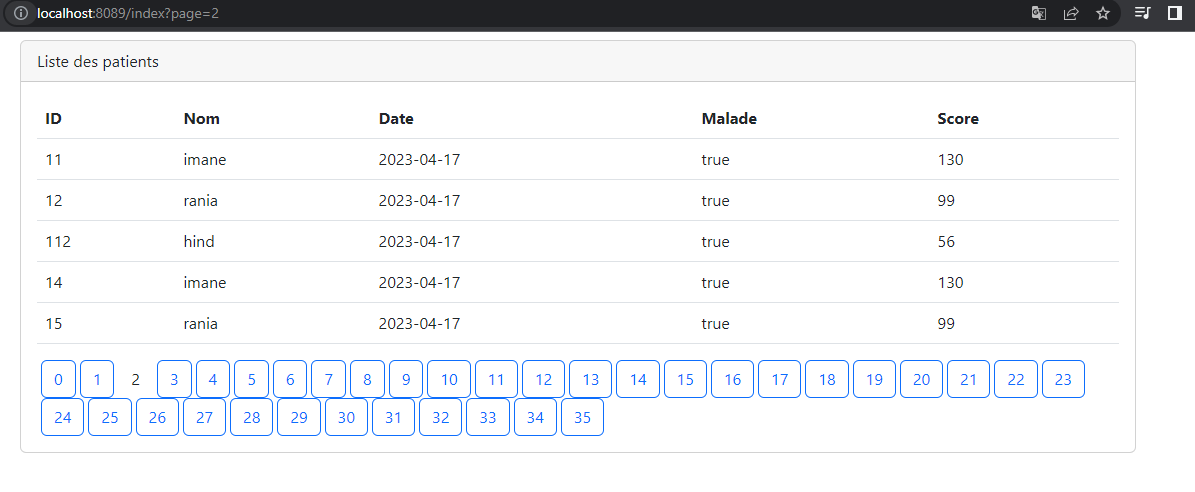 localhost:8089/index?page=2
Liste des patients
ID Nom Date Malade Score
11 imane 2023-04-17 true 130
12 rania 2023-04-17 true 99
112 hind 2023-04-17 true 56
14 imane 2023-04-17 true 130
15 rania 2023-04-17 true 99
0 1 2 3 4 5 6 7 8 9 10 11 12 13 14 15 16 17 18 19 20 21 22 23
24 25 26 27 28 29 30 31 32 33 34 35